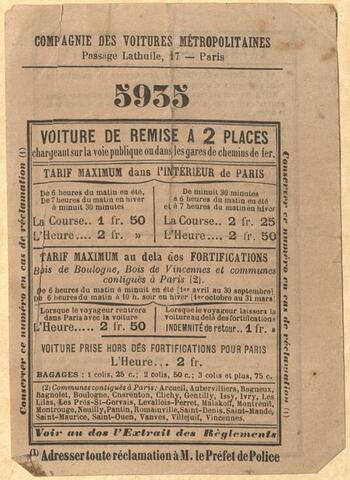 COMPAGNIE DES VOITURES MÉTROPOLITAINES
Passage Lathuile, 17 — Paris
5935
Conserver ce numéro en cas de réclamation (1)
VOITURE DE REMISE A 2 PLACES
chargeant sur la voie publique ou dans les gares de chemins de fer.
TARIF MAXIMUM dans l'INTÉRIEUR de PARIS
De 6 heures du matin en été,
De 7 heures du matin en hiver
à minuit 30 minutes
La Course.. 1 fr. 50
L'Heure.... 2 fr. »
De minuit 30 minutes
à 6 heures du matin en été
et à 7 heures du matin en hiver
La Course... 2 fr. 25
L'Heure..... 2 fr. 50
TARIF MAXIMUM au delà des FORTIFICATIONS
Bois de Boulogne, Bois de Vincennes et communes
contiguës à Paris (2).
De 6 heures du matin à minuit en été (1er avril au 30 septembre)
De 6 heures du matin à 10 h. soir en hiver (1er octobre au 31 mars)
Lorsque le voyageur rentrera
dans Paris avec la voiture
L'Heure.... 2 fr. 50
Lorsque le voyageur laissera la
voiture au delà des fortifications
INDEMNITÉ de retour.. 1 fr. »
VOITURE PRISE HORS DES FORTIFICATIONS POUR PARIS
L'Heure... 2 fr.
BAGAGES : 1 colis, 25 c.; 2 colis, 50 c.; 3 colis et plus, 75 c.
(2) Communes contiguës à Paris: Arcueil, Aubervilliers, Bagneux,
Bagnolet, Boulogne, Charenton, Clichy, Gentilly, Issy, Ivry, Les
Lilas, Les Prés-St-Gervais, Levallois-Perret, Malakoff, Montreuil,
Montrouge, Neuilly, Pantin, Romainville, Saint-Denis, Saint-Mandé,
Saint-Maurice, Saint-Ouen, Vanves, Villejuif, Vincennes.
Voir au dos l'Extrait des Règlements
Conserver ce numéro en cas de réclamation (1)
(1) Adresser toute réclamation à M. le Préfet de Police